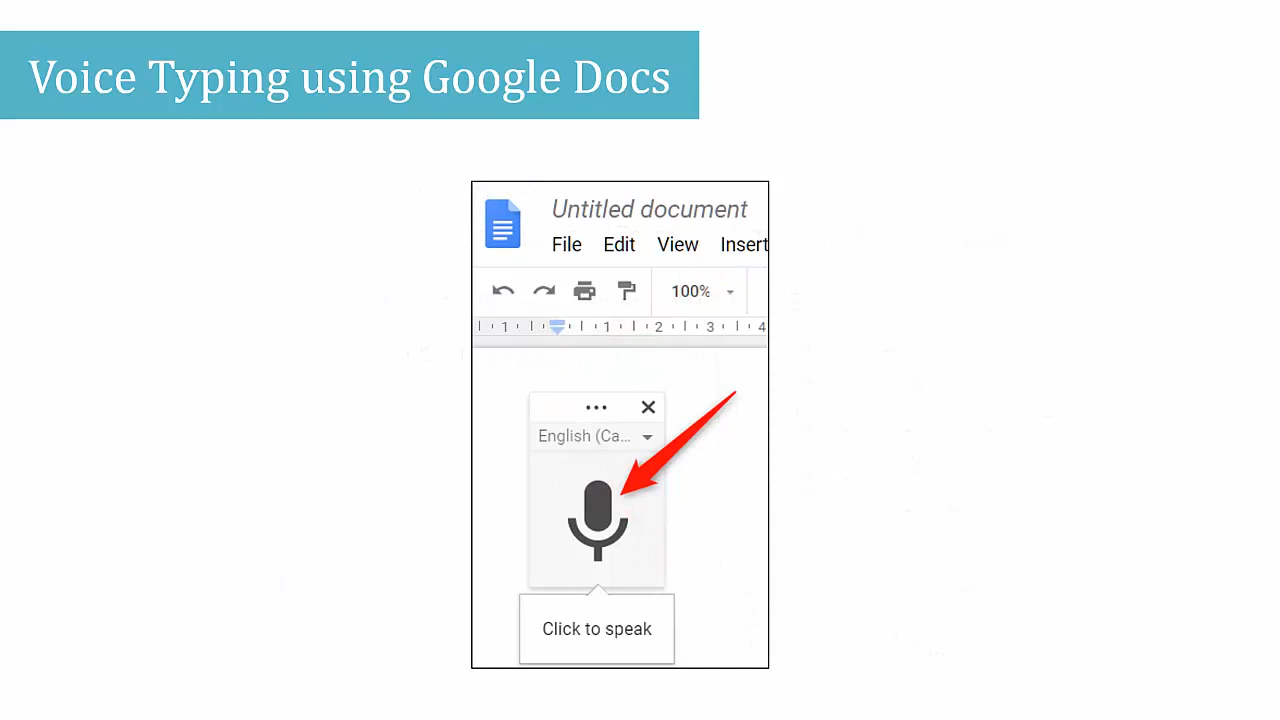 Voice Typing using Google Docs
Untitled document
File Edit View Insert
100%
1 1 2 3 4
English (Ca...
Click to speak